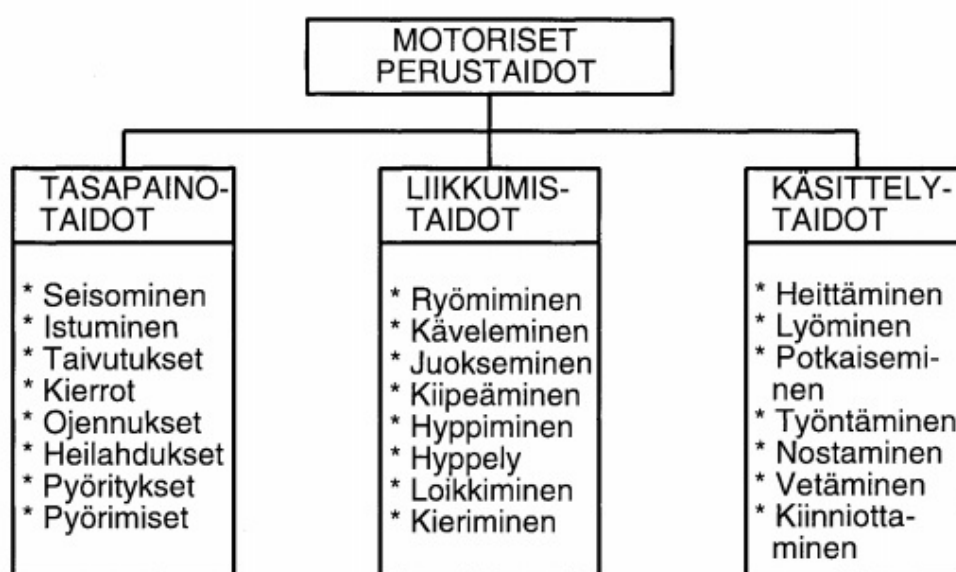 MOTORISET
PERUSTAIDOT
TASAPAINO-
TAIDOT
* Seisominen
* Istuminen
* Taivutukset
* Kierrot
* Ojennukset
* Heilahdukset
* Pyöritykset
* Pyörimiset
LIIKKUMIS-
TAIDOT
* Ryömiminen
* Käveleminen
* Juokseminen
* Kiipeäminen
* Hyppiminen
* Hyppely
* Loikkiminen
* Kieriminen
KÄSITTELY-
TAIDOT
* Heittäminen
* Lyöminen
* Potkaisemi-
nen
* Työntäminen
* Nostaminen
* Vetäminen
* Kiinniotta-
minen